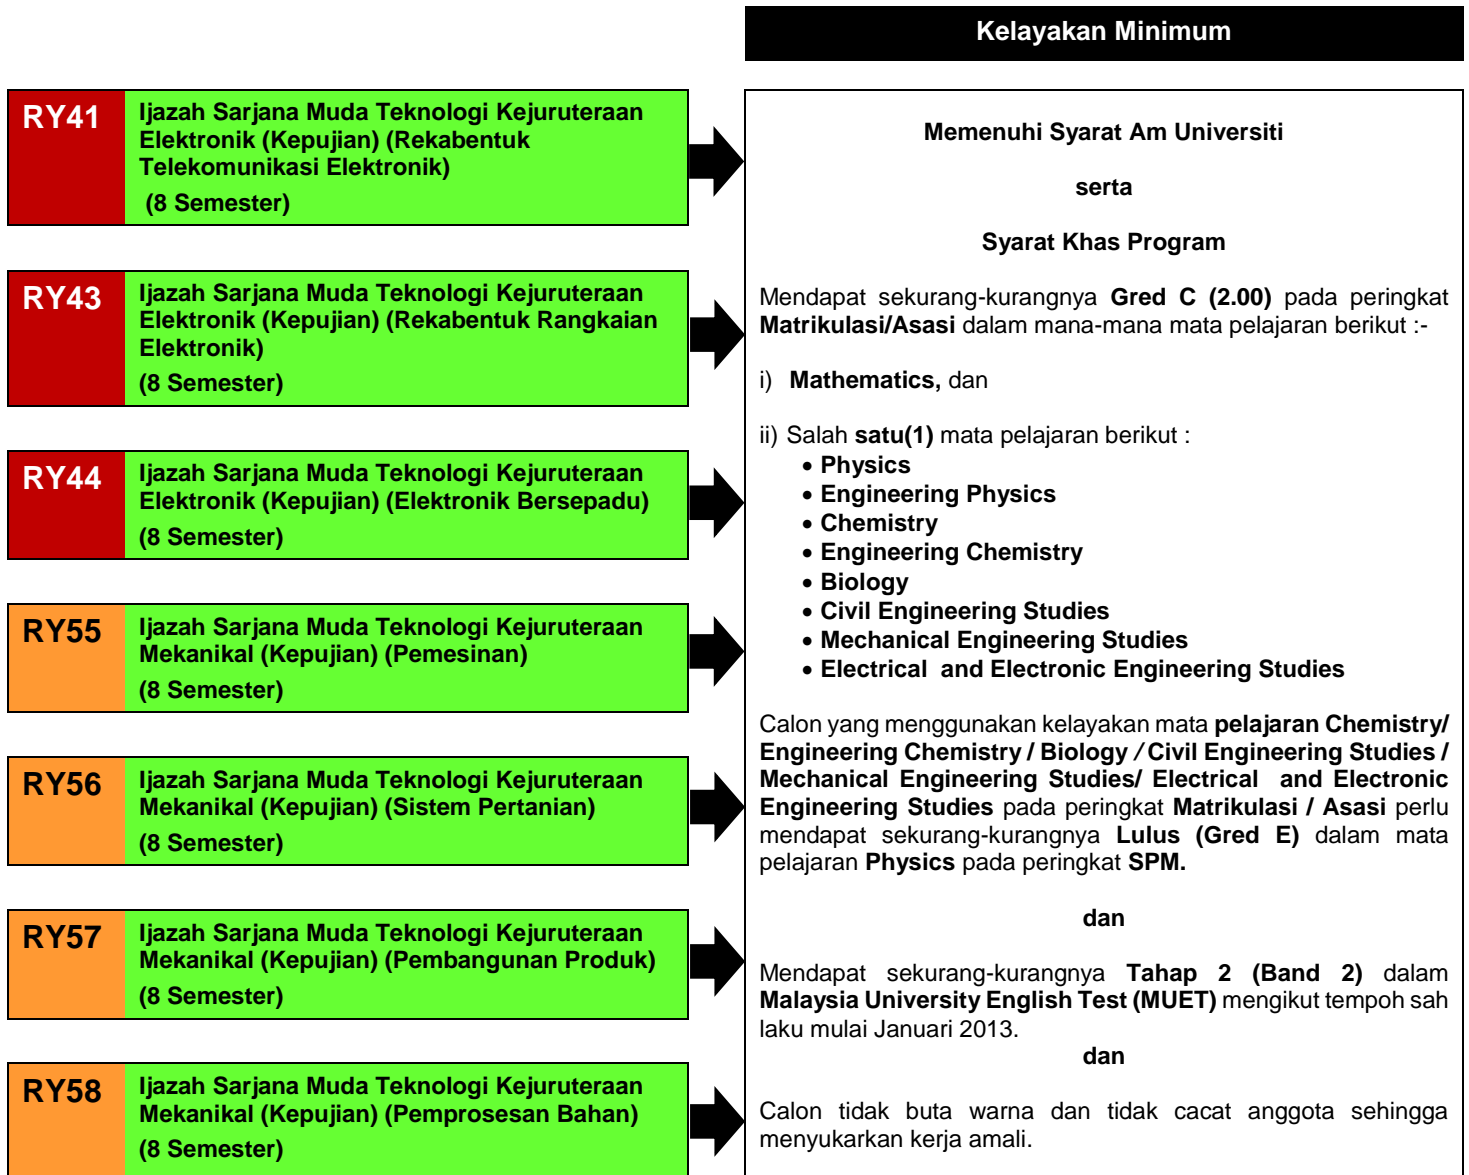 Kelayakan Minimum
RY41
Ijazah Sarjana Muda Teknologi Kejuruteraan
Elektronik (Kepujian) (Rekabentuk
Telekomunikasi Elektronik)
(8 Semester)
RY43
Ijazah Sarjana Muda Teknologi Kejuruteraan
Elektronik (Kepujian) (Rekabentuk Rangkaian
Elektronik)
(8 Semester)
RY44
Ijazah Sarjana Muda Teknologi Kejuruteraan
Elektronik (Kepujian) (Elektronik Bersepadu)
(8 Semester)
RY55
Ijazah Sarjana Muda Teknologi Kejuruteraan
Mekanikal (Kepujian) (Pemesinan)
(8 Semester)
RY56
Ijazah Sarjana Muda Teknologi Kejuruteraan
Mekanikal (Kepujian) (Sistem Pertanian)
(8 Semester)
RY57
Ijazah Sarjana Muda Teknologi Kejuruteraan
Mekanikal (Kepujian) (Pembangunan Produk)
(8 Semester)
RY58
Ijazah Sarjana Muda Teknologi Kejuruteraan
Mekanikal (Kepujian) (Pemprosesan Bahan)
(8 Semester)
Memenuhi Syarat Am Universiti
serta
Syarat Khas Program
Mendapat sekurang-kurangnya Gred C (2.00) pada peringkat
Matrikulasi/Asasi dalam mana-mana mata pelajaran berikut :-
i) Mathematics, dan
ii) Salah satu(1) mata pelajaran berikut :
• Physics
• Engineering Physics
• Chemistry
• Engineering Chemistry
• Biology
• Civil Engineering Studies
• Mechanical Engineering Studies
• Electrical and Electronic Engineering Studies
Calon yang menggunakan kelayakan mata pelajaran Chemistry/
Engineering Chemistry / Biology / Civil Engineering Studies /
Mechanical Engineering Studies/ Electrical and Electronic
Engineering Studies pada peringkat Matrikulasi / Asasi perlu
mendapat sekurang-kurangnya Lulus (Gred E) dalam mata
pelajaran Physics pada peringkat SPM.
dan
Mendapat sekurang-kurangnya Tahap 2 (Band 2) dalam
Malaysia University English Test (MUET) mengikut tempoh sah
laku mulai Januari 2013.
dan
Calon tidak buta warna dan tidak cacat anggota sehingga
menyukarkan kerja amali.